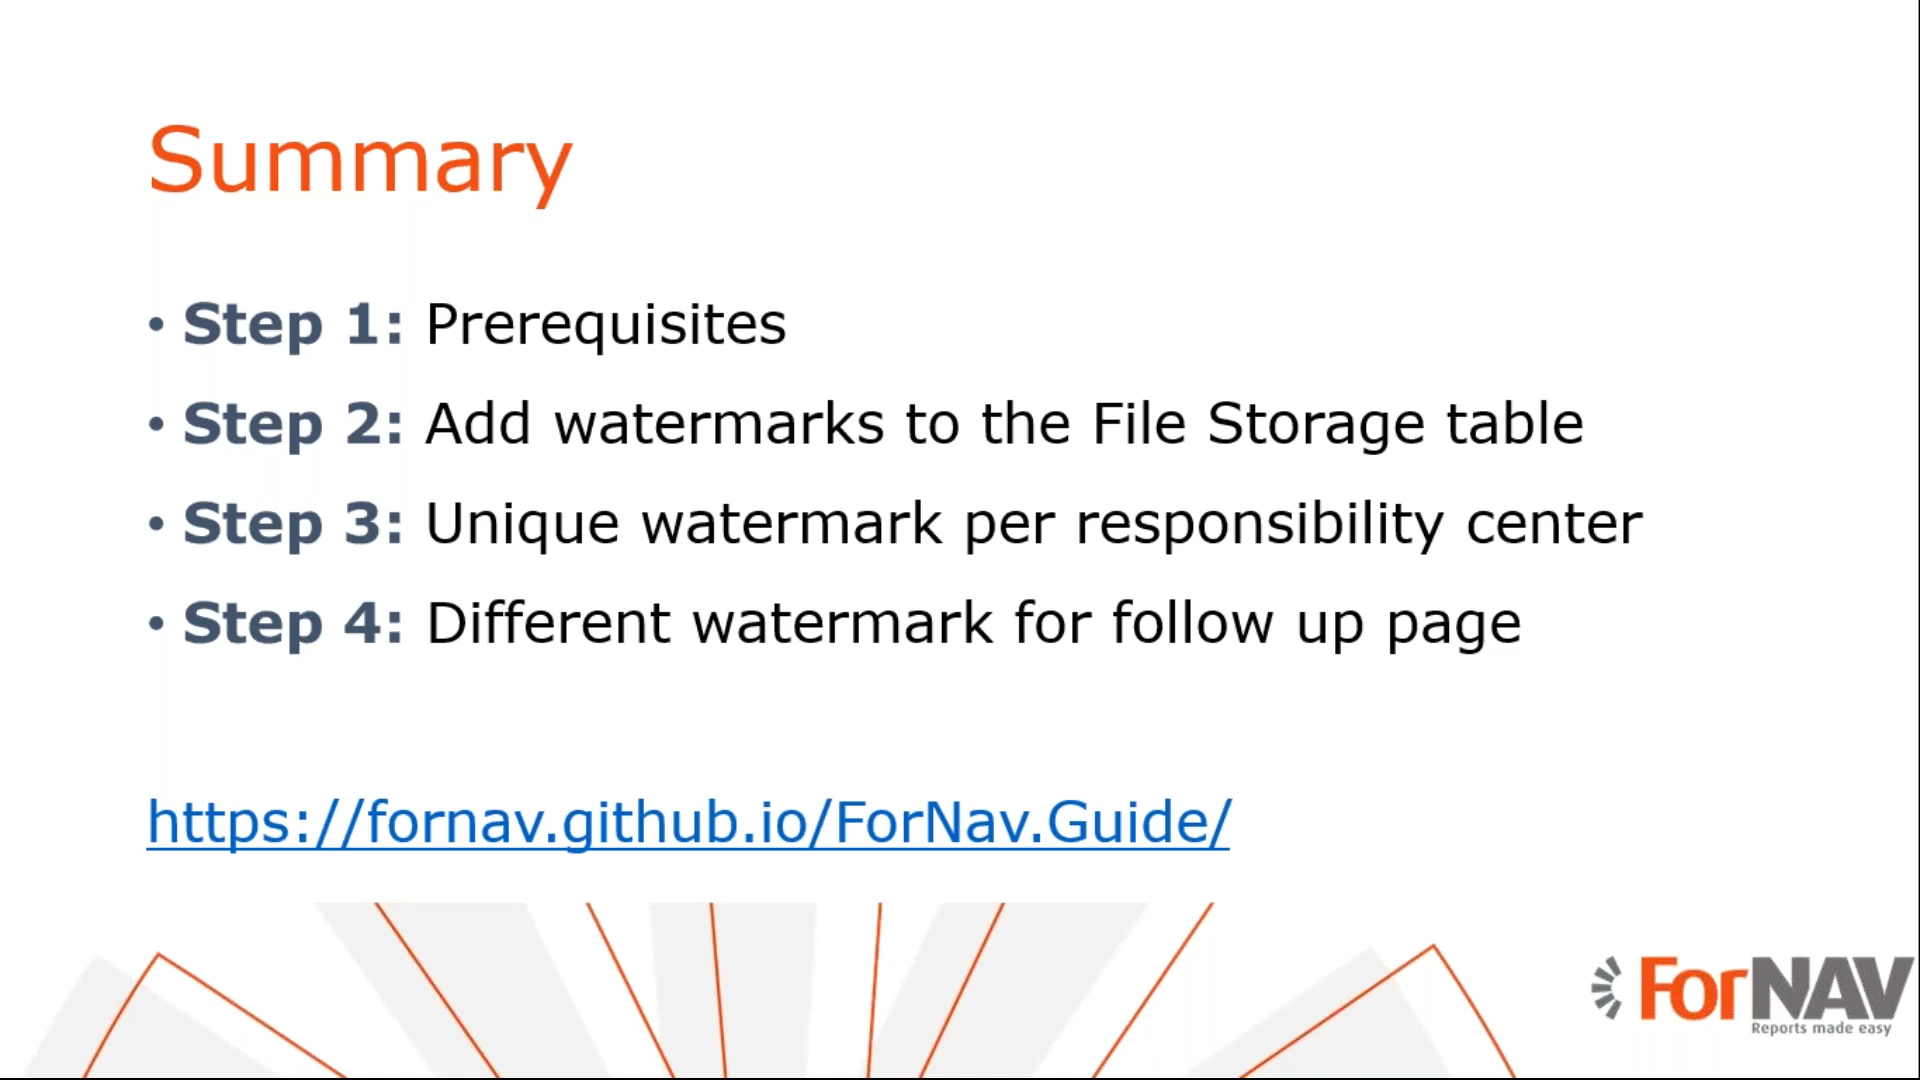 Summary
• Step 1: Prerequisites
• Step 2: Add watermarks to the File Storage table
• Step 3: Unique watermark per responsibility center
• Step 4: Different watermark for follow up page
https://fornav.github.io/ForNav.Guide/
ForNAV
Reports made easy